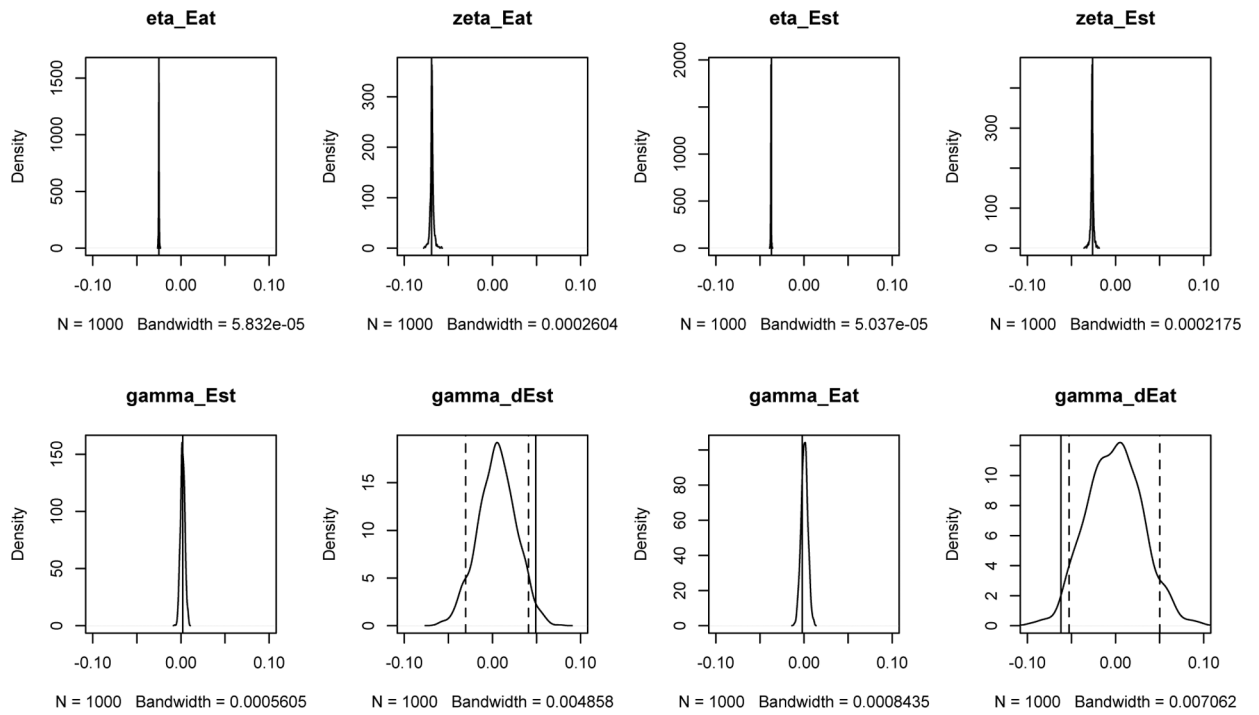 eta_Eat
zeta_Eat
eta_Est
zeta_Est
Density
0 500 1000 1500
-0.10 0.00 0.10
N = 1000 Bandwidth = 5.832e-05
Density
0 100 200 300
-0.10 0.00 0.10
N = 1000 Bandwidth = 0.0002604
Density
0 500 1000 2000
-0.10 0.00 0.10
N = 1000 Bandwidth = 5.037e-05
Density
0 100 300
-0.10 0.00 0.10
N = 1000 Bandwidth = 0.0002175
gamma_Est
gamma_dEst
gamma_Eat
gamma_dEat
Density
0 50 100 150
-0.10 0.00 0.10
N = 1000 Bandwidth = 0.0005605
Density
0 5 10 15
-0.10 0.00 0.10
N = 1000 Bandwidth = 0.004858
Density
0 20 40 60 80
-0.10 0.00 0.10
N = 1000 Bandwidth = 0.0008435
Density
0 2 4 6 8 10
-0.10 0.00 0.10
N = 1000 Bandwidth = 0.007062